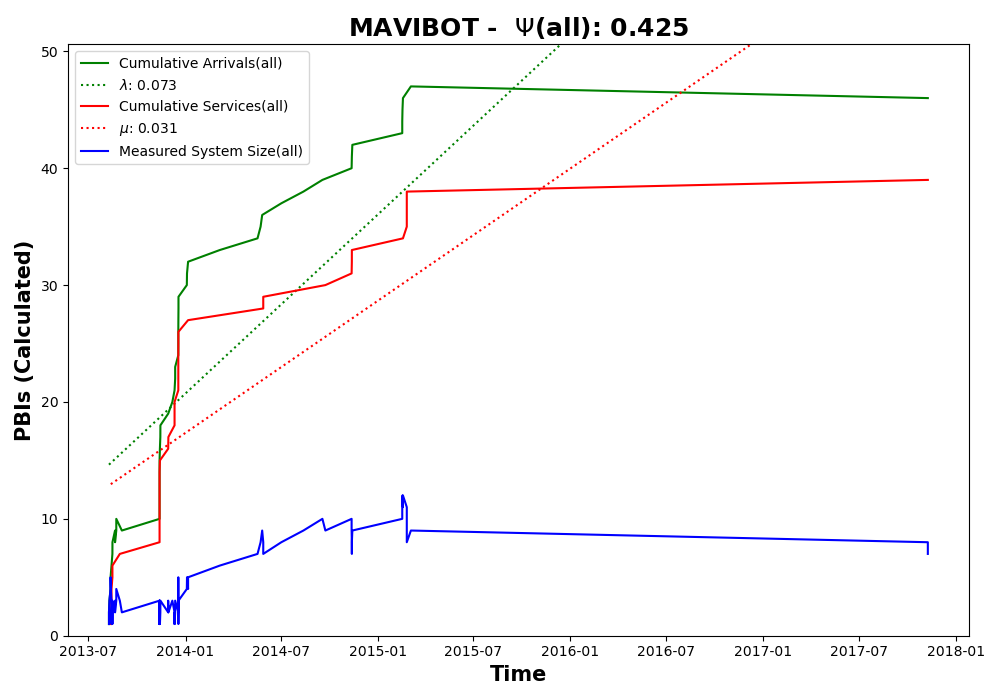 MAVIBOT - Ψ(all): 0.425
Cumulative Arrivals(all)
λ: 0.073
Cumulative Services(all)
μ: 0.031
Measured System Size(all)
PBIs (Calculated)
50
40
30
20
10
0
2013-07 2014-01 2014-07 2015-01 2015-07 2016-01 2016-07 2017-01 2017-07 2018-01
Time